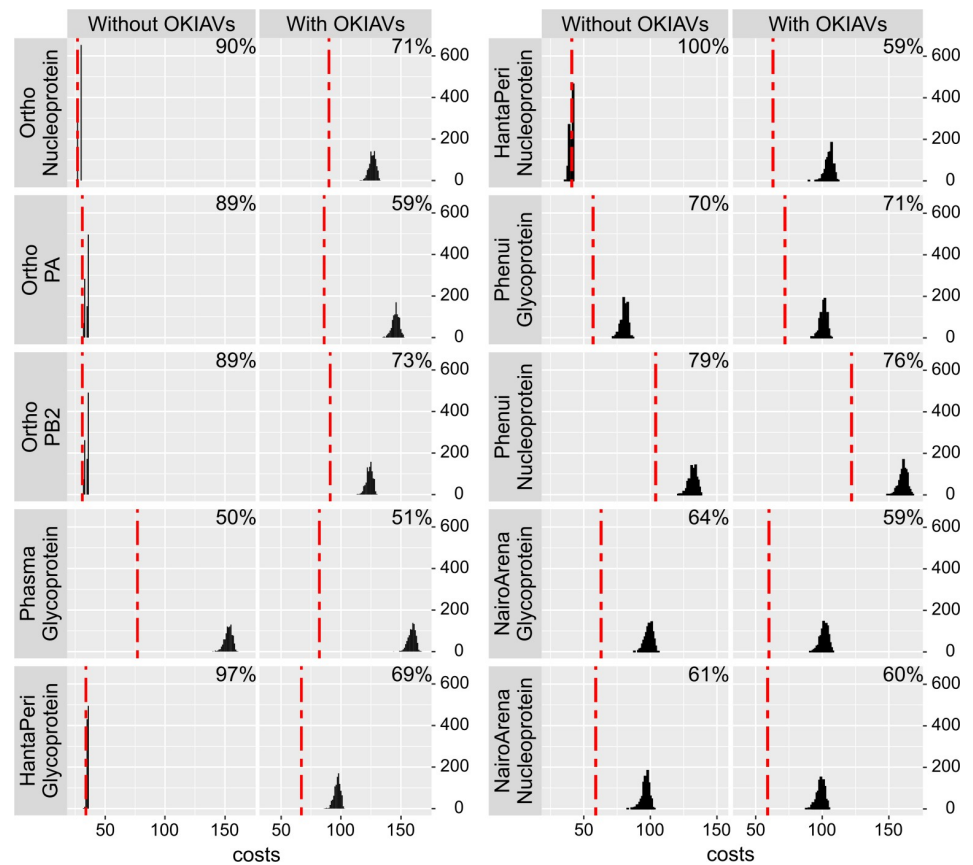 Without OKIAVs With OKIAVs
Ortho
Nucleoprotein
90% 71%
600
400
200
0
Ortho
PA
89% 59%
600
400
200
0
Ortho
PB2
89% 73%
600
400
200
0
Phasma
Glycoprotein
50% 51%
600
400
200
0
HantaPeri
Glycoprotein
97% 69%
600
400
200
0
50 100 150 50 100 150
costs
Without OKIAVs With OKIAVs
HantaPeri
Nucleoprotein
100% 59%
600
400
200
0
Phenui
Glycoprotein
70% 71%
600
400
200
0
Phenui
Nucleoprotein
79% 76%
600
400
200
0
NairoArena
Glycoprotein
64% 59%
600
400
200
0
NairoArena
Nucleoprotein
61% 60%
600
400
200
0
50 100 150 50 100 150
costs